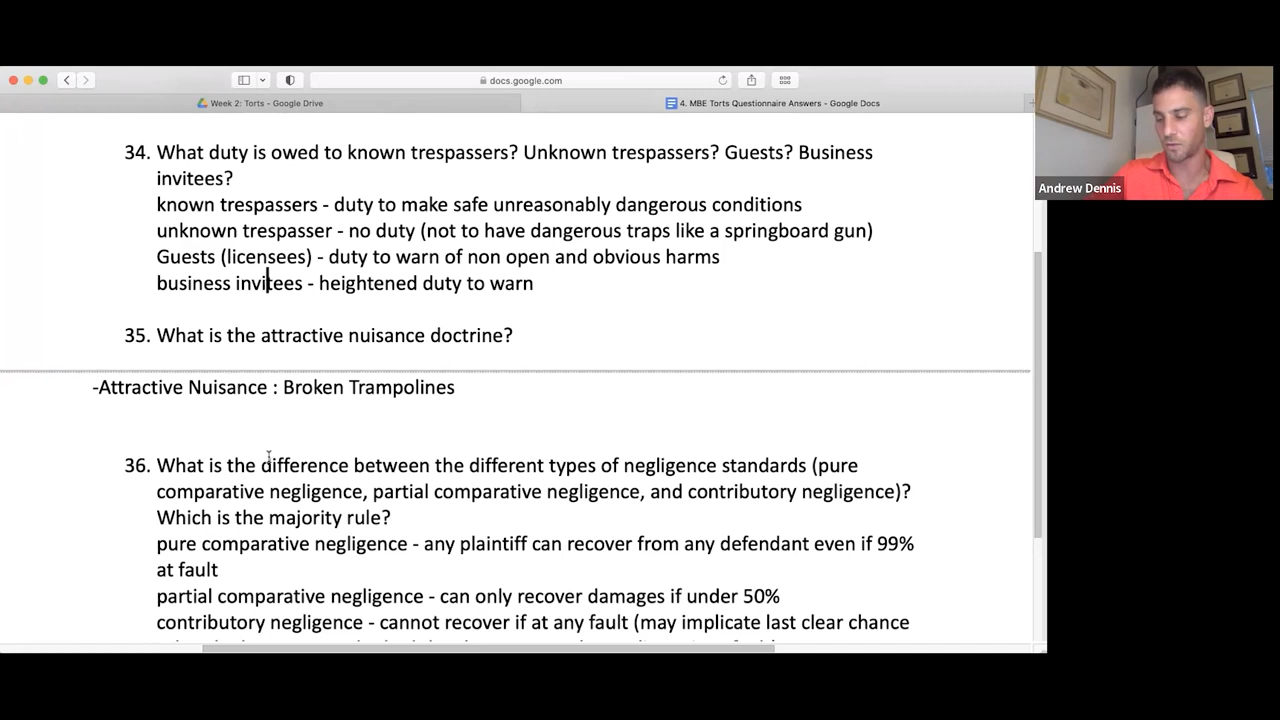 docs.google.com
Week 2: Torts - Google Drive
4. MBE Torts Questionnaire Answers - Google Docs
Andrew Dennis
34. What duty is owed to known trespassers? Unknown trespassers? Guests? Business
invitees?
known trespassers - duty to make safe unreasonably dangerous conditions
unknown trespasser - no duty (not to have dangerous traps like a springboard gun)
Guests (licensees) - duty to warn of non open and obvious harms
business invitees - heightened duty to warn
35. What is the attractive nuisance doctrine?
-Attractive Nuisance : Broken Trampolines
36. What is the difference between the different types of negligence standards (pure
comparative negligence, partial comparative negligence, and contributory negligence)?
Which is the majority rule?
pure comparative negligence - any plaintiff can recover from any defendant even if 99%
at fault
partial comparative negligence - can only recover damages if under 50%
contributory negligence - cannot recover if at any fault (may implicate last clear chance